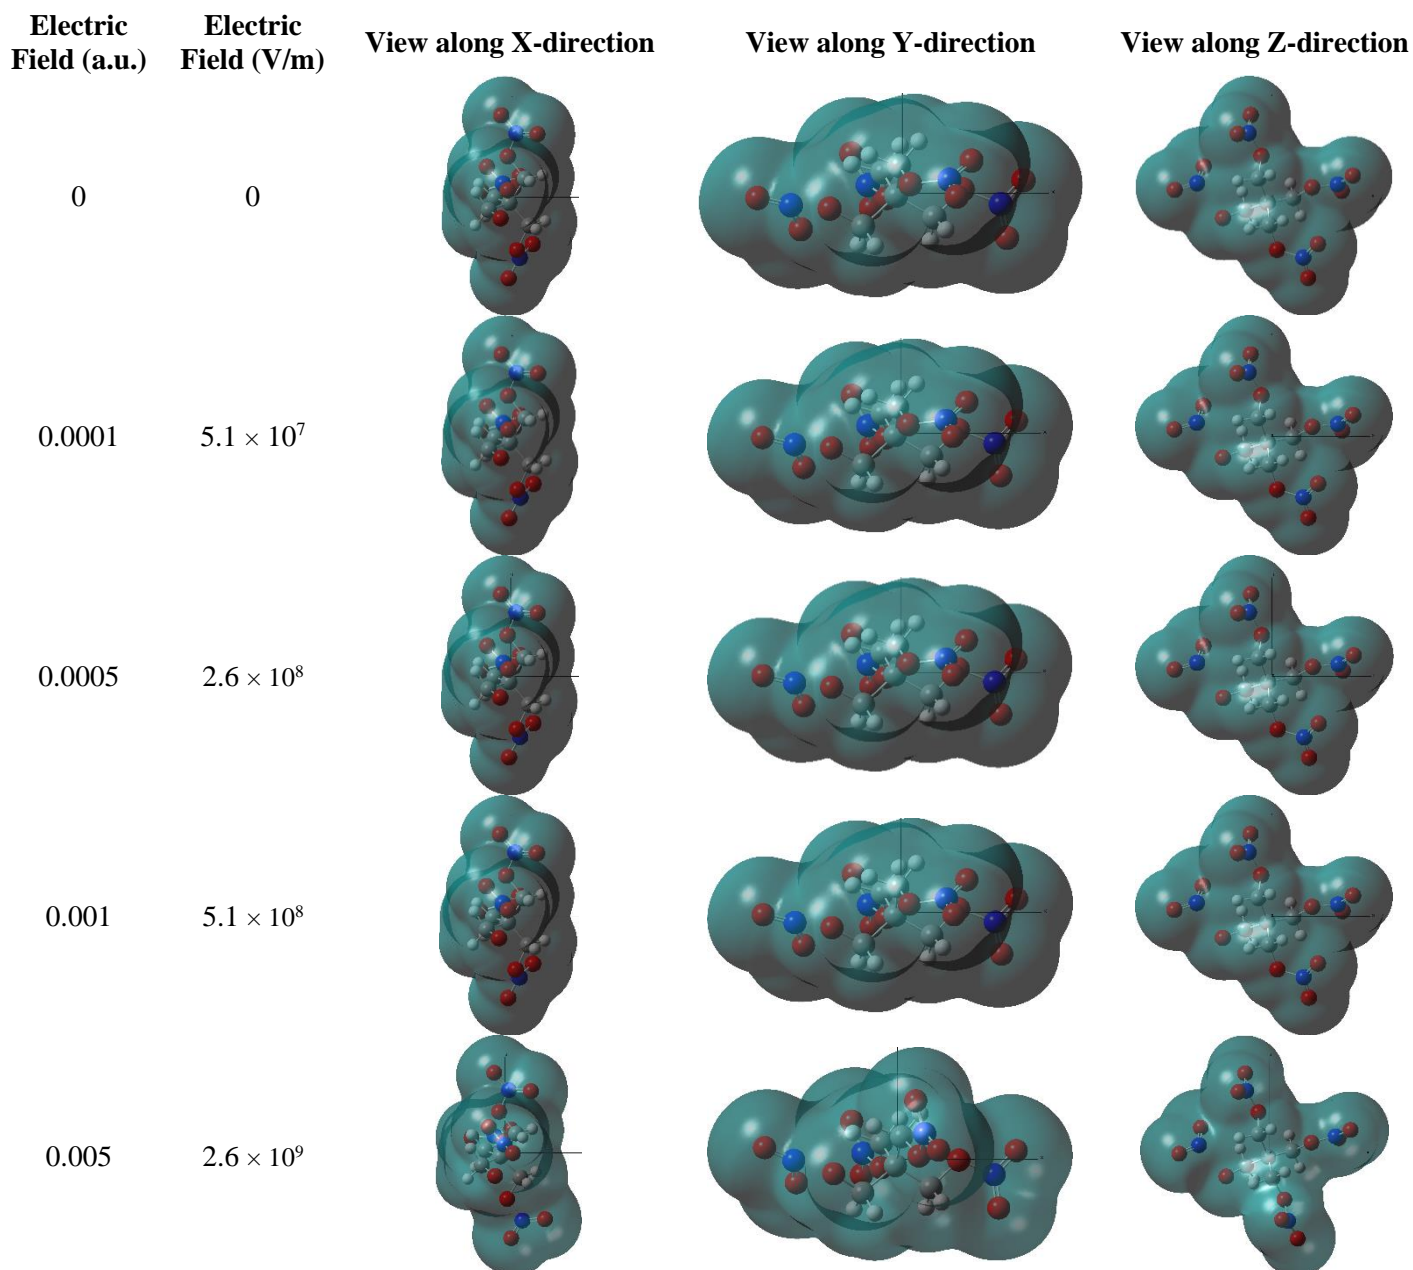 Electric Field (a.u.)
Electric Field (V/m)
View along X-direction
View along Y-direction
View along Z-direction
0
0
0.0001
5.1 × 10⁷
0.0005
2.6 × 10⁸
0.001
5.1 × 10⁸
0.005
2.6 × 10⁹